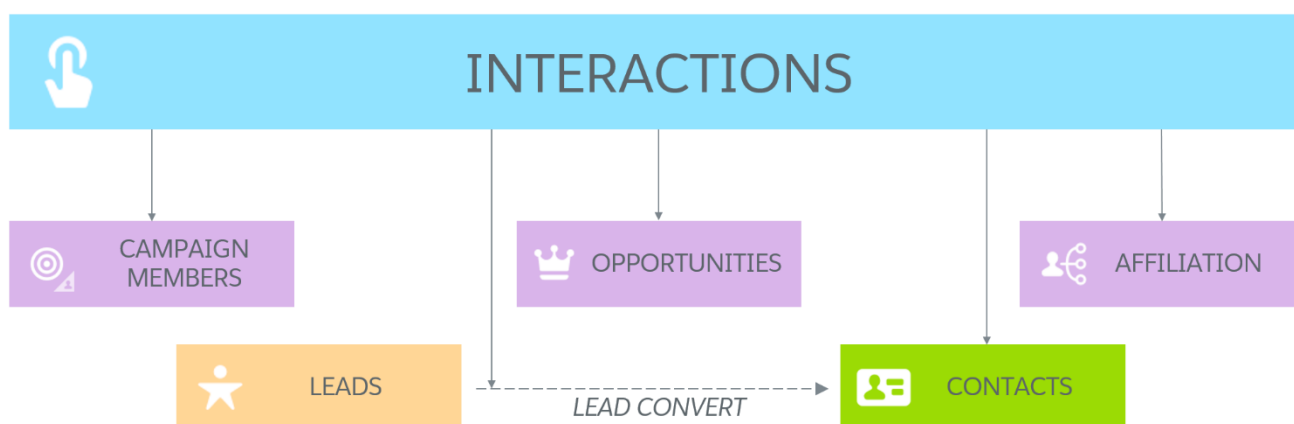 INTERACTIONS
CAMPAIGN
MEMBERS
OPPORTUNITIES
AFFILIATION
LEADS
LEAD CONVERT
CONTACTS